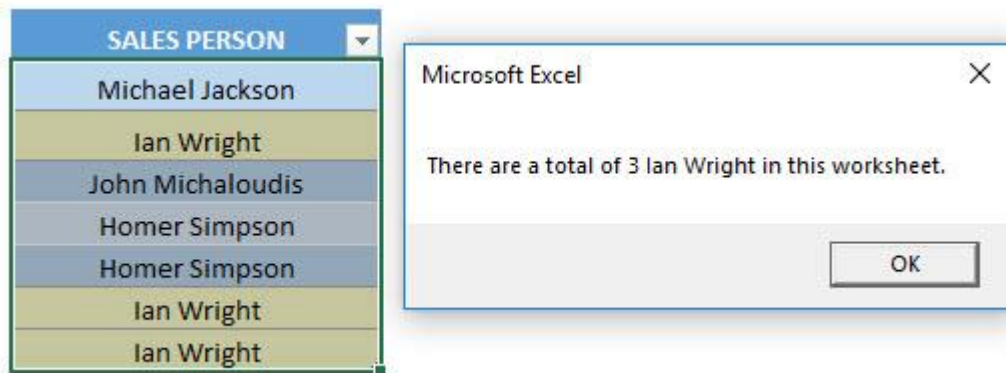 SALES PERSON
Michael Jackson
Ian Wright
John Michaloudis
Homer Simpson
Homer Simpson
Ian Wright
Ian Wright
Microsoft Excel
There are a total of 3 Ian Wright in this worksheet.
OK